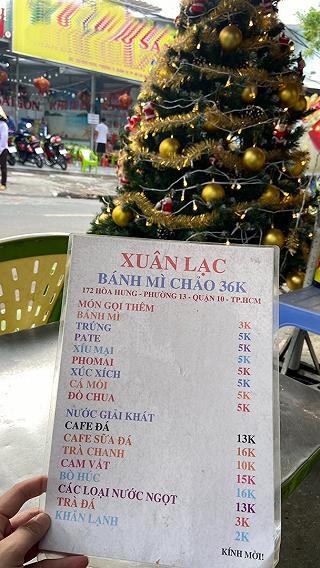 XUÂN LẠC
BÁNH MÌ CHẢO 36K
172 HÒA HƯNG - PHƯỜNG 13 - QUẬN 10 - TP.HCM
MÓN GỌI THÊM
BÁNH MÌ 3K
TRỨNG 5K
PATE 5K
XÍU MẠI 5K
PHOMAI 5K
XÚC XÍCH 5K
CÁ MÒI 5K
ĐỒ CHUA 5K
NƯỚC GIẢI KHÁT
CAFE ĐÁ 13K
CAFE SỮA ĐÁ 16K
TRÀ CHANH 10K
CAM VẮT 15K
BÒ HÚC 16K
CÁC LOẠI NƯỚC NGỌT 13K
TRÀ ĐÁ 3K
KHĂN LẠNH 2K
KÍNH MỜI!